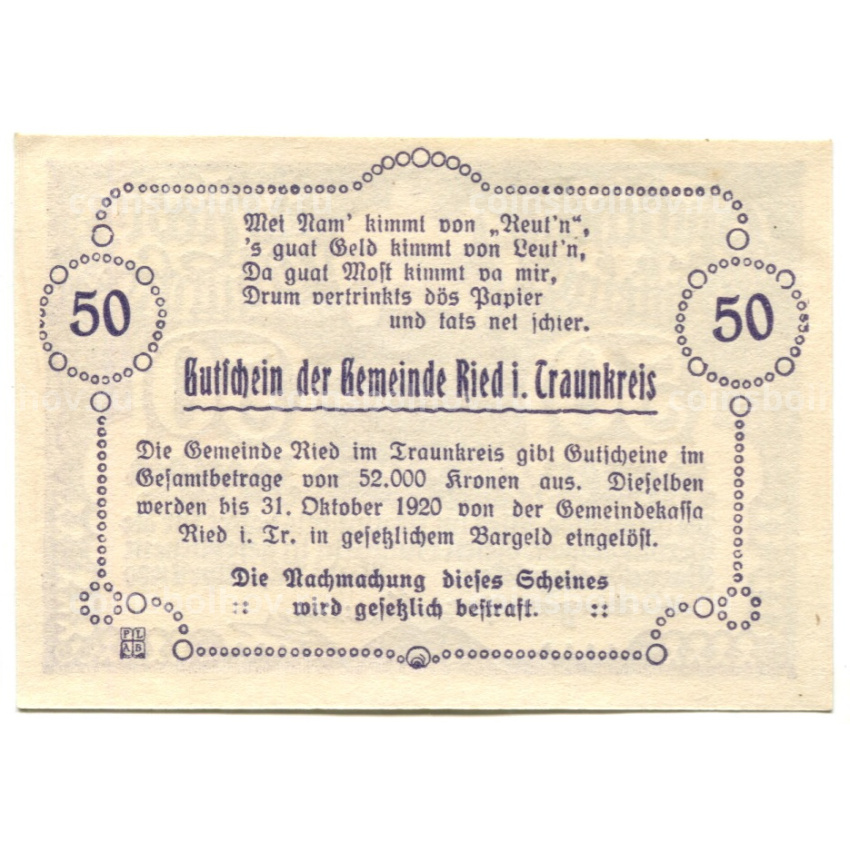 Mei Nam' kimmt von „Reut'n",
's guat Geld kimmt von Leut'n,
Da guat Most kimmt va mir,
Drum vertrinkts dös Papier
und tats net schier.
50
50
Gutschein der Gemeinde Ried i. Traunkreis
Die Gemeinde Ried im Traunkreis gibt Gutscheine im
Gesamtbetrage von 52.000 Kronen aus. Dieselben
werden bis 31. Oktober 1920 von der Gemeindekassa
Ried i. Tr. in gesetzlichem Bargeld eingelöst.
Die Nachmachung dieses Scheines
:: wird gesetzlich bestraft. ::
P L
A B